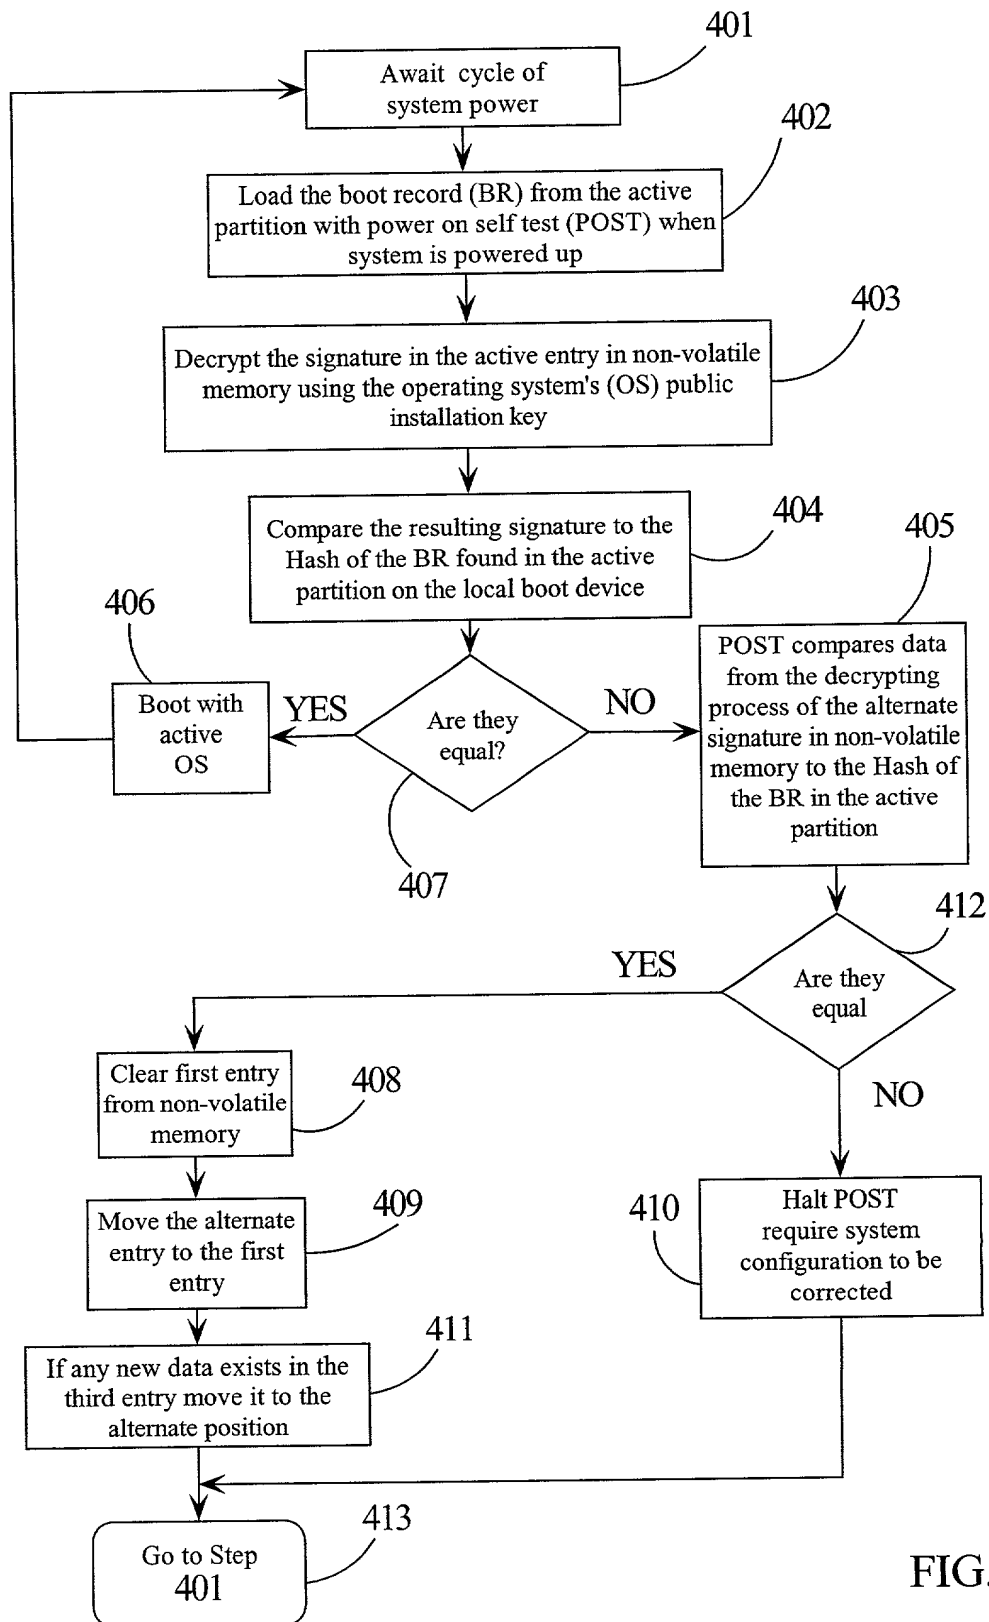 401
Await cycle of
system power
402
Load the boot record (BR) from the active
partition with power on self test (POST) when
system is powered up
403
Decrypt the signature in the active entry in non-volatile
memory using the operating system's (OS) public
installation key
404
Compare the resulting signature to the
Hash of the BR found in the active
partition on the local boot device
405
POST compares data
from the decrypting
process of the alternate
signature in non-volatile
memory to the Hash of
the BR in the active
partition
406
Boot with
active
OS
YES
Are they
equal?
NO
407
412
Are they
equal
YES
NO
Clear first entry
from non-volatile
memory
408
Move the alternate
entry to the first
entry
409
410
Halt POST
require system
configuration to be
corrected
411
If any new data exists in the
third entry move it to the
alternate position
Go to Step
401
413
FIG.